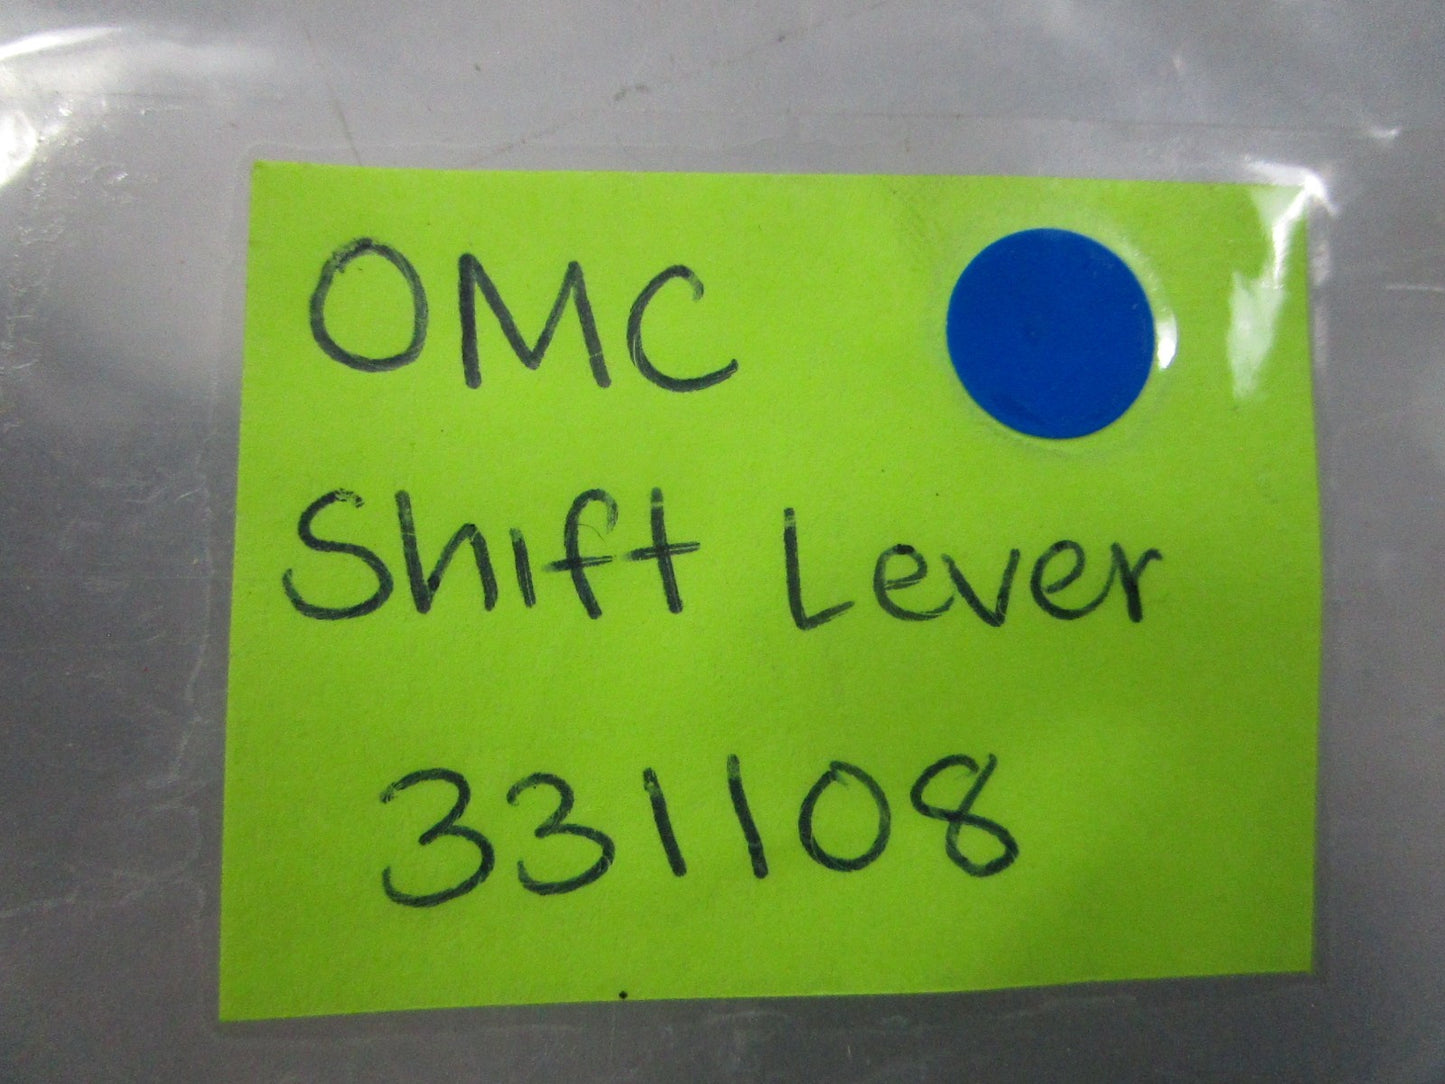 OMC
Shift Lever
331108